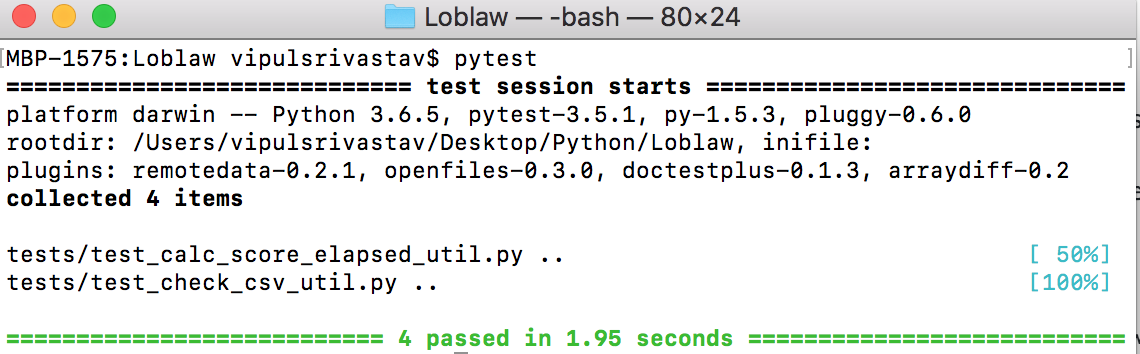 Loblaw — -bash — 80×24
[MBP-1575:Loblaw vipulsrivastav$ pytest ]
============================= test session starts ==============================
platform darwin -- Python 3.6.5, pytest-3.5.1, py-1.5.3, pluggy-0.6.0
rootdir: /Users/vipulsrivastav/Desktop/Python/Loblaw, inifile:
plugins: remotedata-0.2.1, openfiles-0.3.0, doctestplus-0.1.3, arraydiff-0.2
collected 4 items
tests/test_calc_score_elapsed_util.py .. [ 50%]
tests/test_check_csv_util.py .. [100%]
=========================== 4 passed in 1.95 seconds ===========================